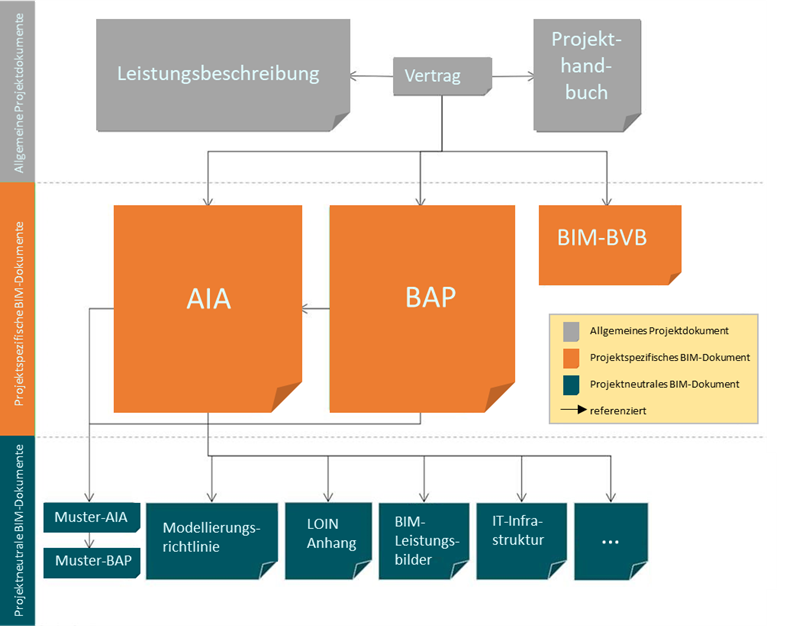 Allgemeine Projektdokumente
Leistungsbeschreibung
Vertrag
Projekt-
hand-
buch
Projektspezifische BIM-Dokumente
AIA
BAP
BIM-BVB
Allgemeines Projektdokument
Projektspezifisches BIM-Dokument
Projektneutrales BIM-Dokument
referenziert
Projektneutrale BIM-Dokumente
Muster-AIA
Muster-BAP
Modellierungs-
richtlinie
LOIN
Anhang
BIM-
Leistungs-
bilder
IT-Infra-
struktur
...